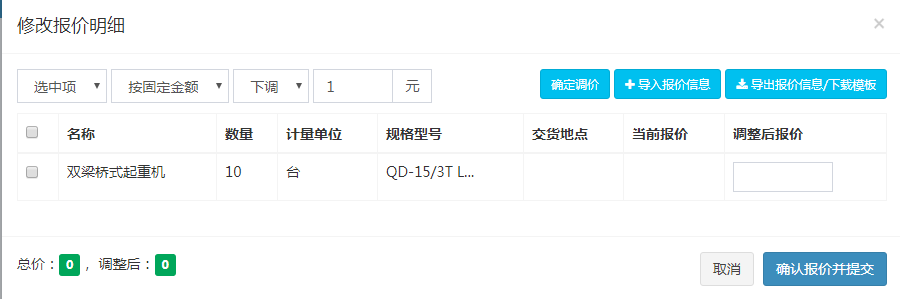 修改报价明细 ×
选中项 按固定金额 下调 1 元 确定调价 导入报价信息 导出报价信息/下载模板
名称 数量 计量单位 规格型号 交货地点 当前报价 调整后报价
双梁桥式起重机 10 台 QD-15/3T L...
总价：0 ，调整后：0 取消 确认报价并提交